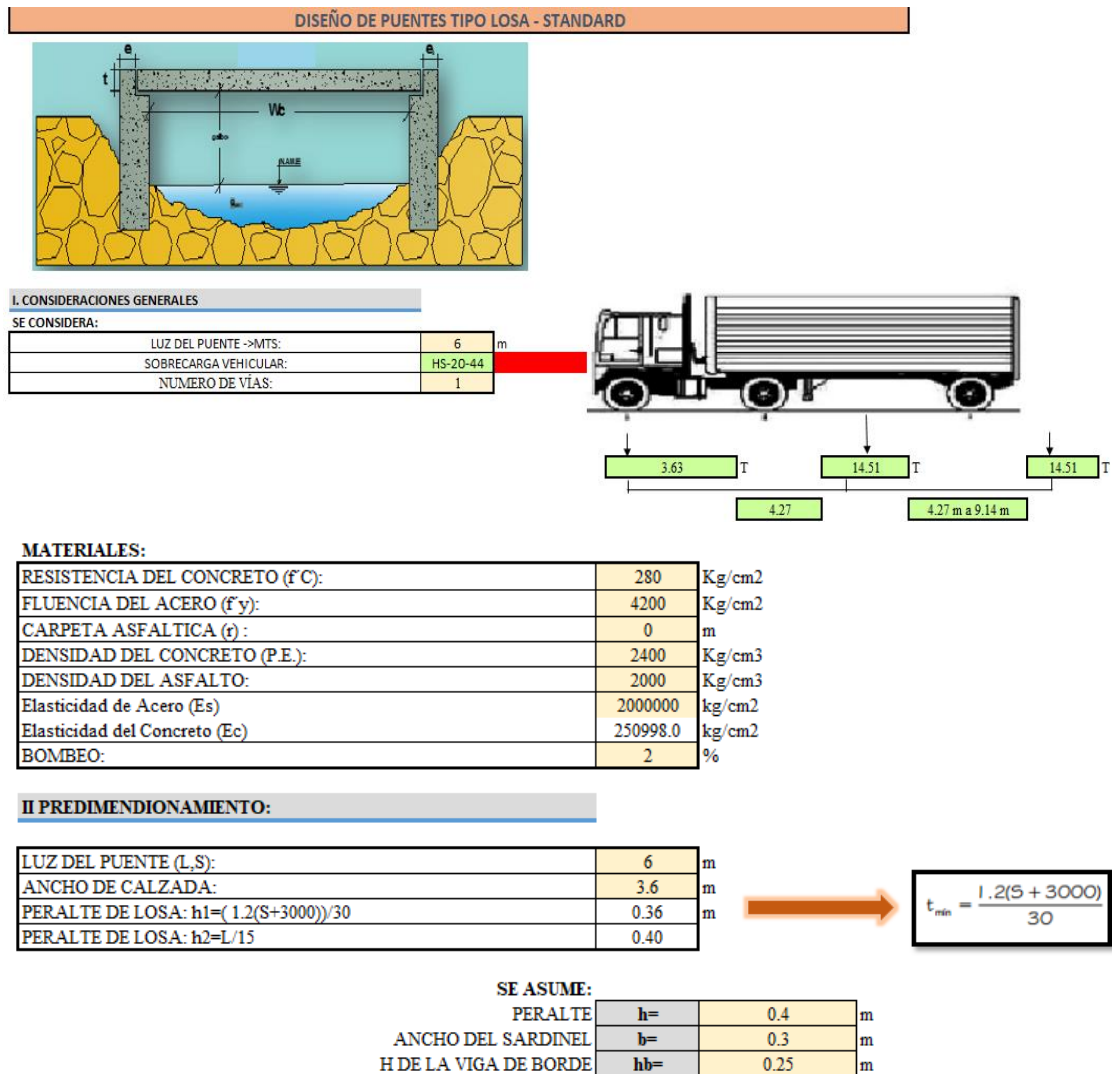 DISEÑO DE PUENTES TIPO LOSA - STANDARD
e e
t
Wc
NAME
I. CONSIDERACIONES GENERALES
SE CONSIDERA:
LUZ DEL PUENTE ->MTS: 6 m
SOBRECARGA VEHICULAR: HS-20-44
NUMERO DE VÍAS: 1
3.63 T 14.51 T 14.51 T
4.27 4.27 m a 9.14 m
MATERIALES:
RESISTENCIA DEL CONCRETO (f´C): 280 Kg/cm2
FLUENCIA DEL ACERO (f´y): 4200 Kg/cm2
CARPETA ASFALTICA (r) : 0 m
DENSIDAD DEL CONCRETO (P.E.): 2400 Kg/cm3
DENSIDAD DEL ASFALTO: 2000 Kg/cm3
Elasticidad de Acero (Es) 2000000 kg/cm2
Elasticidad del Concreto (Ec) 250998.0 kg/cm2
BOMBEO: 2 %
II PREDIMENDIONAMIENTO:
LUZ DEL PUENTE (L,S): 6 m
ANCHO DE CALZADA: 3.6 m
PERALTE DE LOSA: h1=( 1.2(S+3000))/30 0.36 m
PERALTE DE LOSA: h2=L/15 0.40
t min = 1.2(S + 3000) / 30
SE ASUME:
PERALTE h= 0.4 m
ANCHO DEL SARDINEL b= 0.3 m
H DE LA VIGA DE BORDE hb= 0.25 m